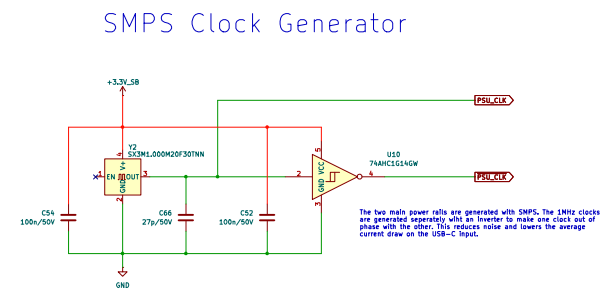 SMPS Clock Generator
+3.3V_SB
PSU_CLK
Y2
SX3M1.000M20F30TNN
4
V+
1
EN
OUT
3
GND
2
U10
74AHC1G14GW
5
VCC
2
4
GND
3
PSU_CLK
C54
100n/50V
C66
27p/50V
C52
100n/50V
The two main power rails are generated with SMPS. The 1MHz clocks
are generated seperately wiht an inverter to make one clock out of
phase with the other. This reduces noise and lowers the average
current draw on the USB-C input.
GND